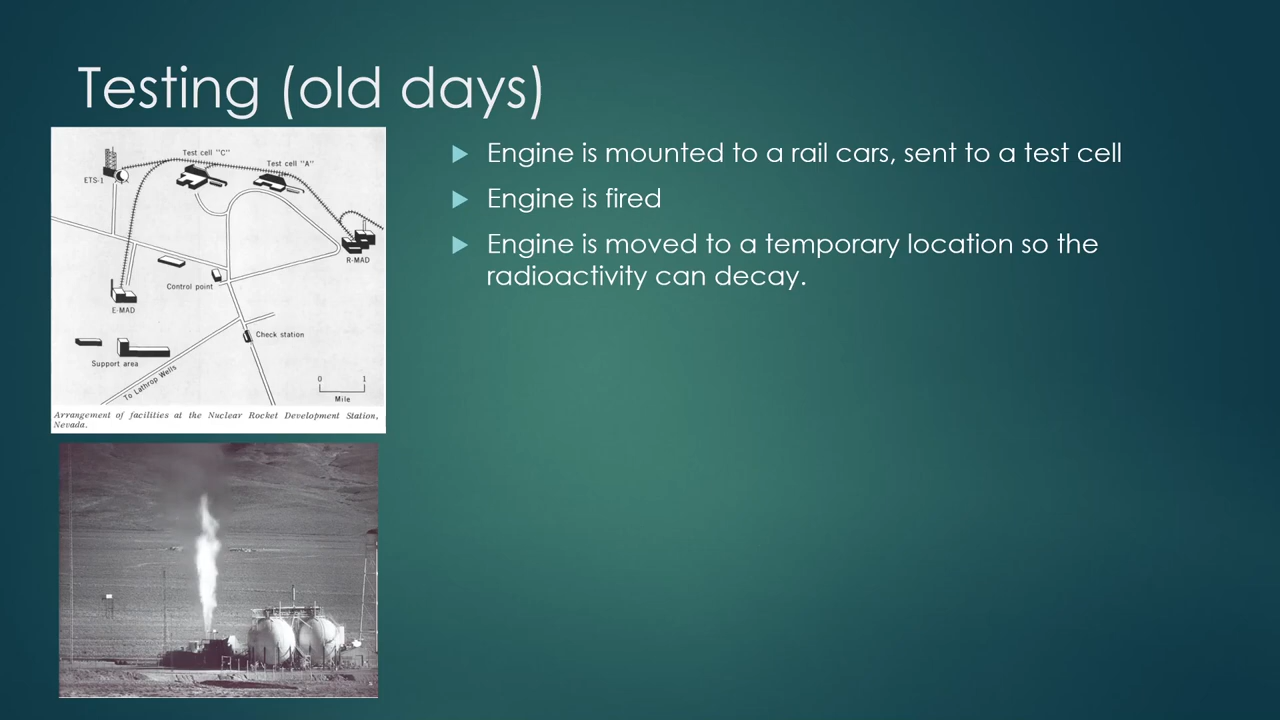 Testing (old days)
Test cell "C"
Test cell "A"
ETS-1
R-MAD
Control point
E-MAD
Check station
Support area
To Lathrop Wells
0 1
Mile
Arrangement of facilities at the Nuclear Rocket Development Station,
Nevada.
Engine is mounted to a rail cars, sent to a test cell
Engine is fired
Engine is moved to a temporary location so the
radioactivity can decay.